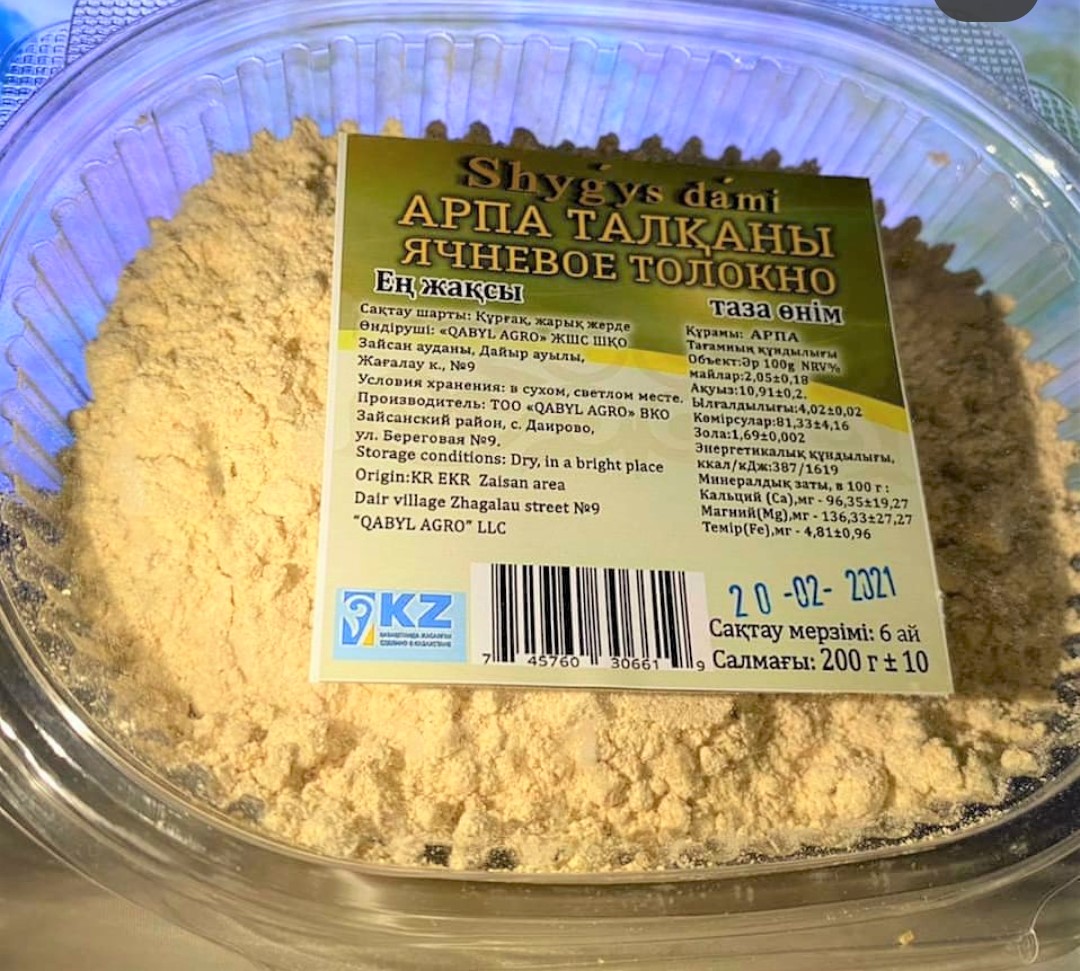 Shyǵys dámi
АРПА ТАЛҚАНЫ
ЯЧНЕВОЕ ТОЛОКНО
Ең жақсы
таза өнім
Сақтау шарты: Құрғақ, жарық жерде
Өндіруші: «QABYL AGRO» ЖШС ШҚО
Зайсан ауданы, Дайыр ауылы,
Жағалау к., №9
Условия хранения: в сухом, светлом месте.
Производитель: ТОО «QABYL AGRO» ВКО
Зайсанский район, с. Даирово,
ул. Береговая №9.
Storage conditions: Dry, in a bright place
Origin:KR EKR Zaisan area
Dair village Zhagalau street №9
“QABYL AGRO” LLC
Құрамы: АРПА
Тағамның құндылығы
Объект:Әр 100g NRV%
майлар:2,05±0,18
Ақуыз:10,91±0,2.
Ылғалдылығы:4,02±0,02
Көмірсулар:81,33±4,16
Зола:1,69±0,002
Энергетикалық құндылығы,
ккал/кДж:387/1619
Минералдық заты, в 100 г:
Кальций (Ca),мг - 96,35±19,27
Магний(Mg),мг - 136,33±27,27
Темір(Fe),мг - 4,81±0,96
KZ
ҚАЗАҚСТАНДА ЖАСАЛҒАН
СДЕЛАНО В КАЗАХСТАНЕ
7 45760 30661 9
20 -02- 2021
Сақтау мерзімі: 6 ай
Салмағы: 200 г ± 10